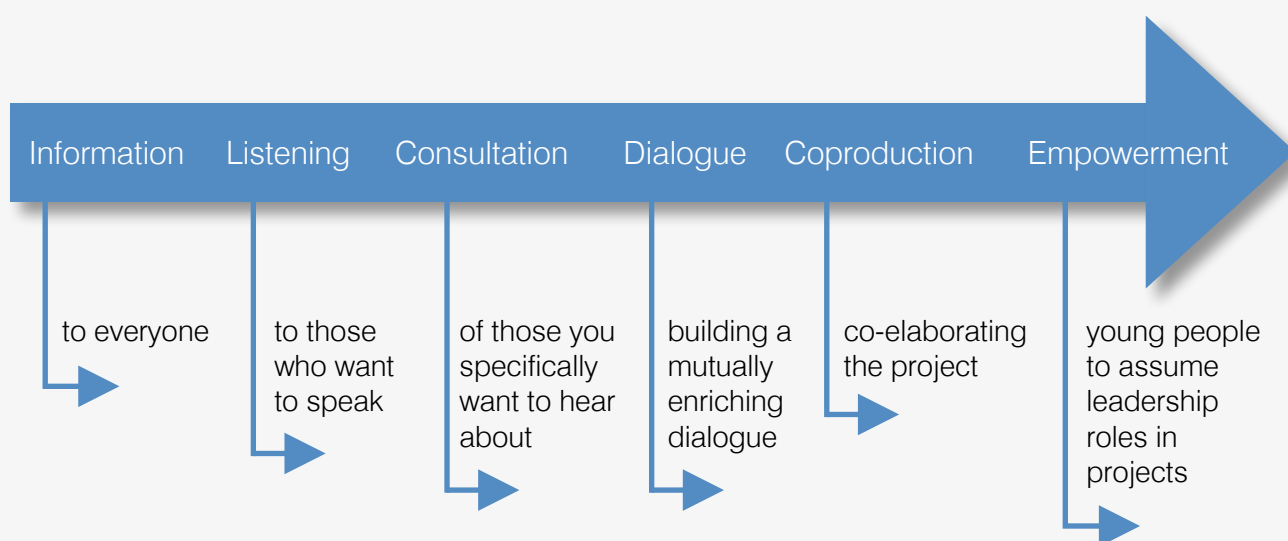 Information Listening Consultation Dialogue Coproduction Empowerment
to everyone
to those
who want
to speak
of those you
specifically
want to hear
about
building a
mutually
enriching
dialogue
co-elaborating
the project
young people
to assume
leadership
roles in
projects